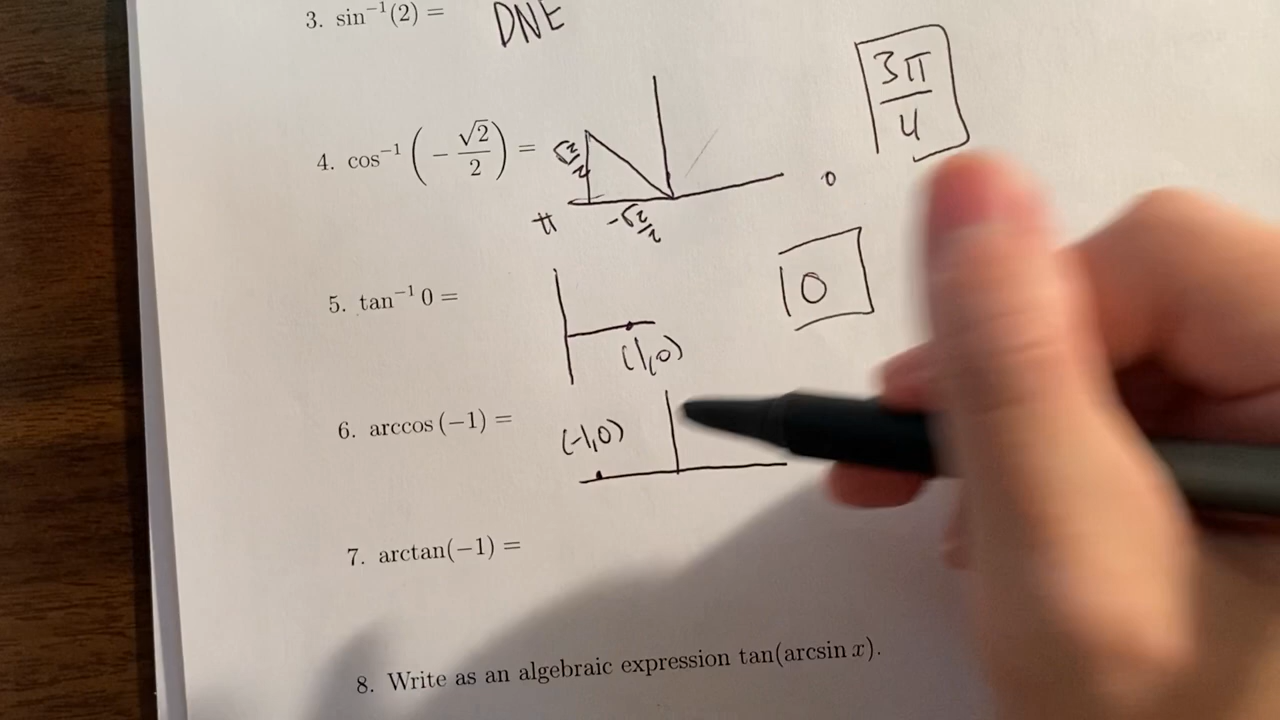 3. sin⁻¹(2) = DNE
4. cos⁻¹(-√2/2) =
√2/2
π
-√2/2
0
3π/4
5. tan⁻¹ 0 =
(1,0)
0
6. arccos (-1) =
(-1,0)
7. arctan(-1) =
8. Write as an algebraic expression tan(arcsin x).